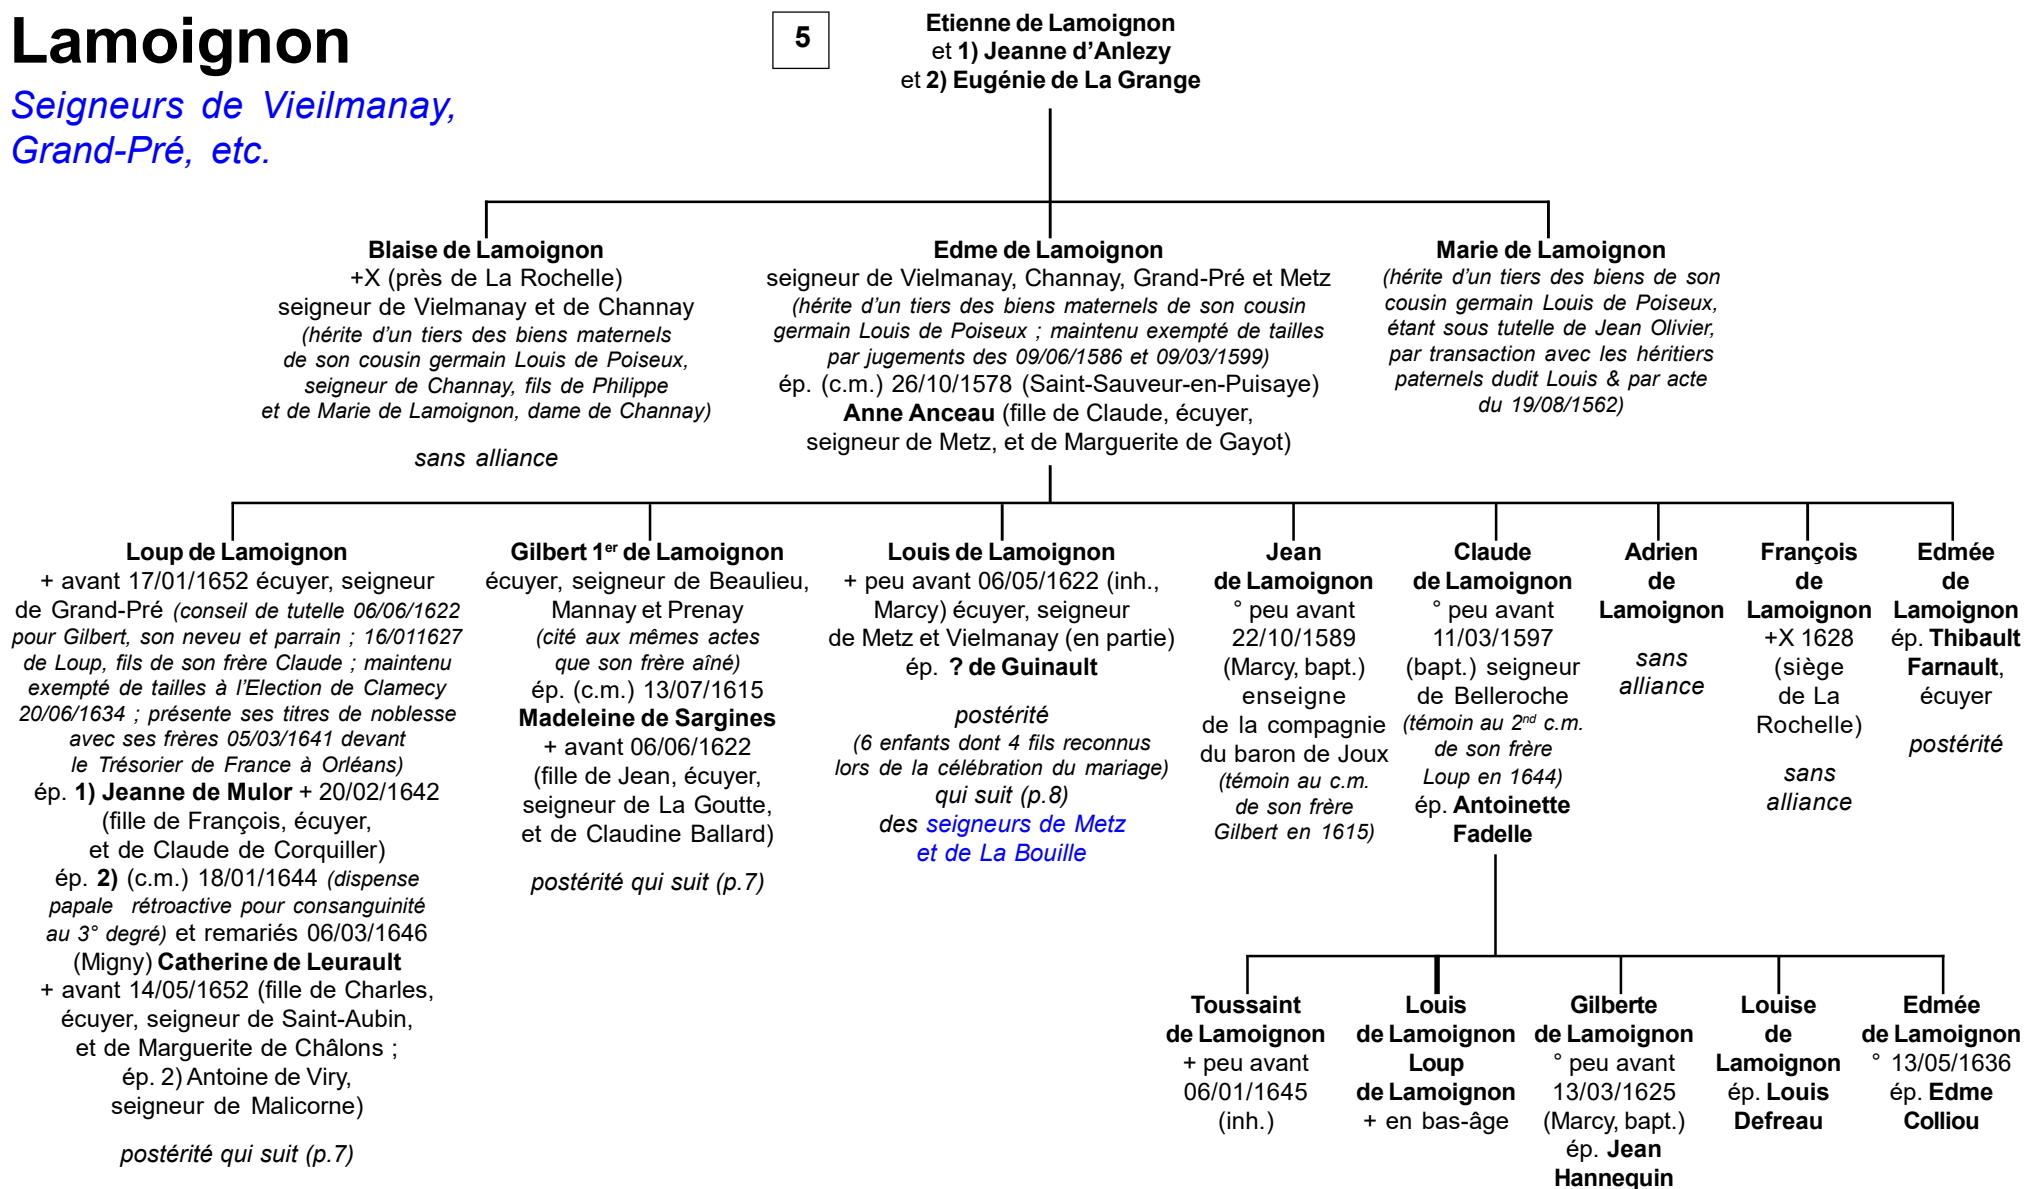 Lamoignon
Seigneurs de Vieilmanay,
Grand-Pré, etc.
5
Etienne de Lamoignon
et 1) Jeanne d’Anlezy
et 2) Eugénie de La Grange
Blaise de Lamoignon
+X (près de La Rochelle)
seigneur de Vielmanay et de Channay
(hérite d’un tiers des biens maternels
de son cousin germain Louis de Poiseux,
seigneur de Channay, fils de Philippe
et de Marie de Lamoignon, dame de Channay)
sans alliance
Edme de Lamoignon
seigneur de Vielmanay, Channay, Grand-Pré et Metz
(hérite d’un tiers des biens maternels de son cousin
germain Louis de Poiseux ; maintenu exempté de tailles
par jugements des 09/06/1586 et 09/03/1599)
ép. (c.m.) 26/10/1578 (Saint-Sauveur-en-Puisaye)
Anne Anceau (fille de Claude, écuyer,
seigneur de Metz, et de Marguerite de Gayot)
Marie de Lamoignon
(hérite d’un tiers des biens de son
cousin germain Louis de Poiseux,
étant sous tutelle de Jean Olivier,
par transaction avec les héritiers
paternels dudit Louis & par acte
du 19/08/1562)
Loup de Lamoignon
+ avant 17/01/1652 écuyer, seigneur
de Grand-Pré (conseil de tutelle 06/06/1622
pour Gilbert, son neveu et parrain ; 16/011627
de Loup, fils de son frère Claude ; maintenu
exempté de tailles à l’Election de Clamecy
20/06/1634 ; présente ses titres de noblesse
avec ses frères 05/03/1641 devant
le Trésorier de France à Orléans)
ép. 1) Jeanne de Mulor + 20/02/1642
(fille de François, écuyer,
et de Claude de Corquiller)
ép. 2) (c.m.) 18/01/1644 (dispense
papale rétroactive pour consanguinité
au 3° degré) et remariés 06/03/1646
(Migny) Catherine de Leurault
+ avant 14/05/1652 (fille de Charles,
écuyer, seigneur de Saint-Aubin,
et de Marguerite de Châlons ;
ép. 2) Antoine de Viry,
seigneur de Malicorne)
postérité qui suit (p.7)
Gilbert 1er de Lamoignon
écuyer, seigneur de Beaulieu,
Mannay et Prenay
(cité aux mêmes actes
que son frère aîné)
ép. (c.m.) 13/07/1615
Madeleine de Sargines
+ avant 06/06/1622
(fille de Jean, écuyer,
seigneur de La Goutte,
et de Claudine Ballard)
postérité qui suit (p.7)
Louis de Lamoignon
+ peu avant 06/05/1622 (inh.,
Marcy) écuyer, seigneur
de Metz et Vielmanay (en partie)
ép. ? de Guinault
postérité
(6 enfants dont 4 fils reconnus
lors de la célébration du mariage)
qui suit (p.8)
des seigneurs de Metz
et de La Bouille
Jean
de Lamoignon
° peu avant
22/10/1589
(Marcy, bapt.)
enseigne
de la compagnie
du baron de Joux
(témoin au c.m.
de son frère
Gilbert en 1615)
Claude
de Lamoignon
° peu avant
11/03/1597
(bapt.) seigneur
de Belleroche
(témoin au 2nd c.m.
de son frère
Loup en 1644)
ép. Antoinette
Fadelle
Adrien
de
Lamoignon
sans
alliance
François
de
Lamoignon
+X 1628
(siège
de La
Rochelle)
sans
alliance
Edmée
de
Lamoignon
ép. Thibault
Farnault,
écuyer
postérité
Toussaint
de Lamoignon
+ peu avant
06/01/1645
(inh.)
Louis
de Lamoignon
Loup
de Lamoignon
+ en bas-âge
Gilberte
de Lamoignon
° peu avant
13/03/1625
(Marcy, bapt.)
ép. Jean
Hannequin
Louise
de
Lamoignon
ép. Louis
Defreau
Edmée
de Lamoignon
° 13/05/1636
ép. Edme
Colliou